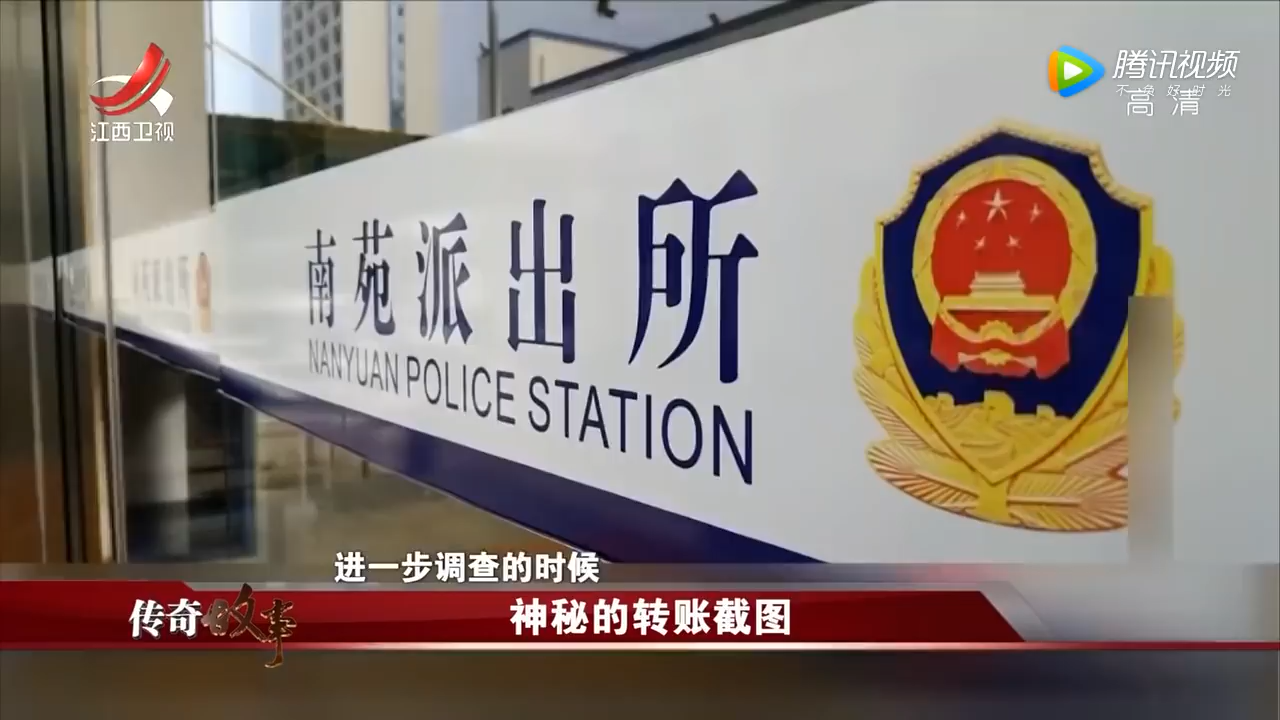 江西卫视
腾讯视频
不负好时光
高清
南苑派出所
NANYUAN POLICE STATION
进一步调查的时候
传奇故事
神秘的转账截图